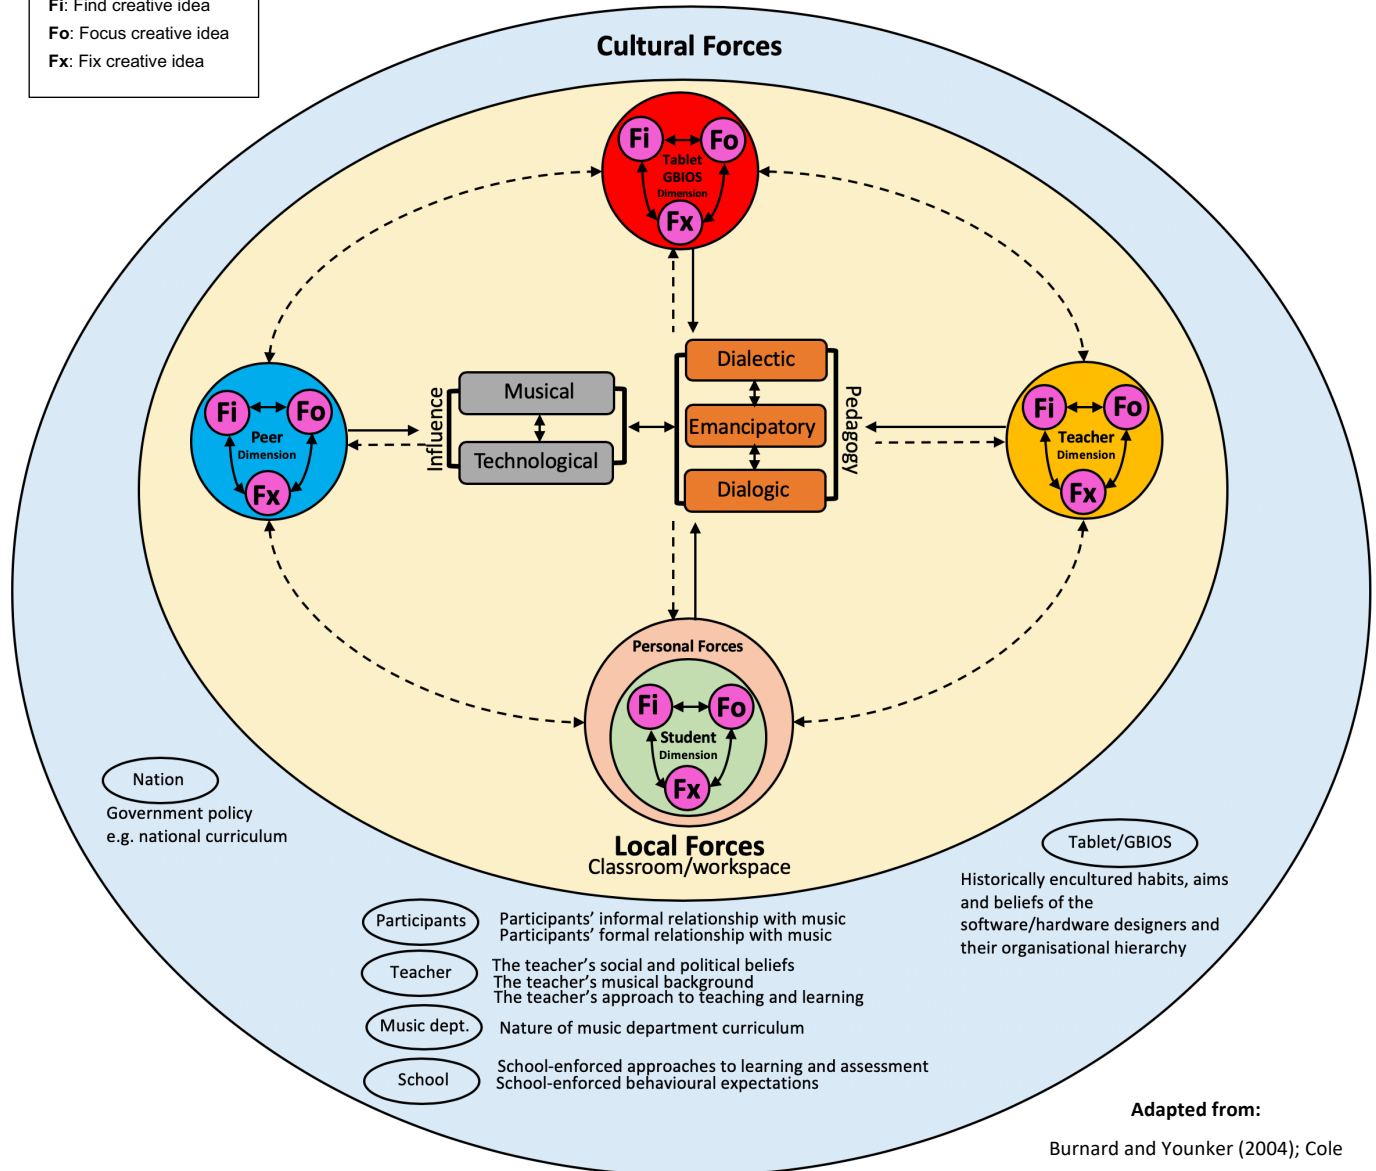 Fi: Find creative idea
Fo: Focus creative idea
Fx: Fix creative idea
Cultural Forces
Fi
Fo
Tablet
GBIOS
Dimension
Fx
Fi
Fo
Peer
Dimension
Fx
Influence
Musical
Technological
Dialectic
Emancipatory
Dialogic
Pedagogy
Fi
Fo
Teacher
Dimension
Fx
Personal Forces
Fi
Fo
Student
Dimension
Fx
Local Forces
Classroom/workspace
Nation
Government policy
e.g. national curriculum
Tablet/GBIOS
Historically encultured habits, aims
and beliefs of the
software/hardware designers and
their organisational hierarchy
Participants
Participants' informal relationship with music
Participants' formal relationship with music
Teacher
The teacher's social and political beliefs
The teacher's musical background
The teacher's approach to teaching and learning
Music dept.
Nature of music department curriculum
School
School-enforced approaches to learning and assessment
School-enforced behavioural expectations
Adapted from:
Burnard and Younker (2004); Cole